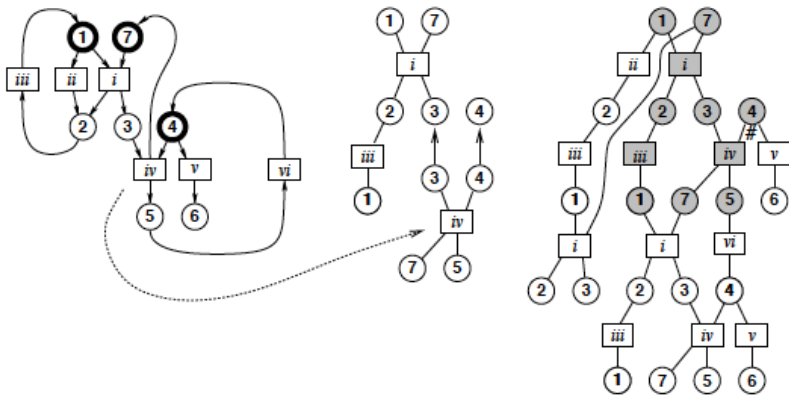 1 7
iii ii i
2 3 4
iv v vi
5 6
1 7
i
2 3 4
iii
3 4
1
iv
7 5
1 7
ii i
2 2 3 4
#
iii iii iv v
1 1 7 5 6
i i vi
2 3 2 3 4
iii iv v
1 7 5 6